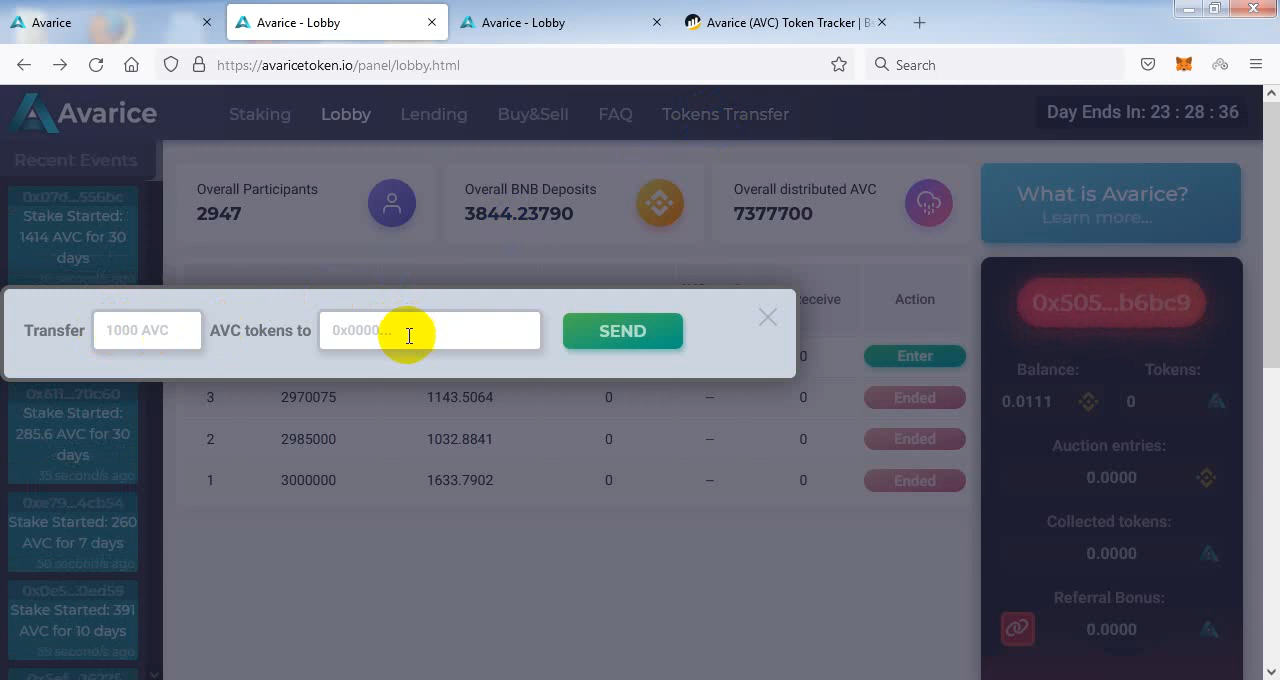 Avarice
Avarice - Lobby
Avarice - Lobby
Avarice (AVC) Token Tracker |
https://avaricetoken.io/panel/lobby.html
Search
Avarice
Staking
Lobby
Lending
Buy&Sell
FAQ
Tokens Transfer
Day Ends In: 23 : 28 : 36
Recent Events
0x07d...556bc
Stake Started:
1414 AVC for 30
days
Overall Participants
2947
Overall BNB Deposits
3844.23790
Overall distributed AVC
7377700
What is Avarice?
Learn more...
Transfer
1000 AVC
AVC tokens to
0x0000...
SEND
Action
0
Enter
3
2970075
1143.5064
0
–
0
Ended
2
2985000
1032.8841
0
–
0
Ended
1
3000000
1633.7902
0
–
0
Ended
Stake Started:
285.6 AVC for 30
days
35 second/s ago
0xe79...4cb54
Stake Started: 260
AVC for 7 days
Stake Started: 391
AVC for 10 days
0x505...b6bc9
Balance:
Tokens:
0.0111
0
Auction entries:
0.0000
Collected tokens:
0.0000
Referral Bonus:
0.0000